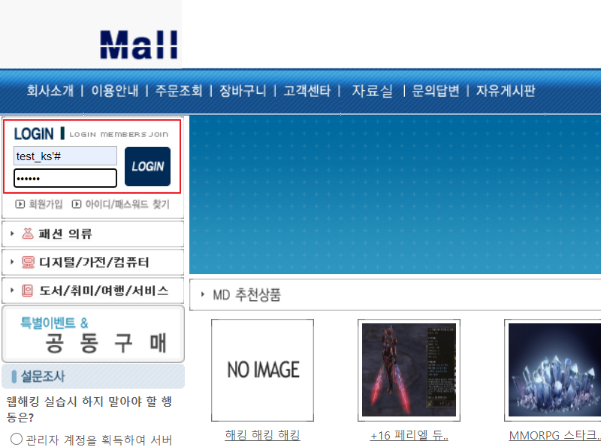 Mall
회사소개 | 이용안내 | 주문조회 | 장바구니 | 고객센타 | 자료실 | 문의답변 | 자유게시판
LOGIN LOGIN MEMBERS JOIN
test_ks'#
••••••
LOGIN
회원가입 아이디/패스워드 찾기
패션 의류
디지털/가전/컴퓨터
도서/취미/여행/서비스
특별이벤트 &
공동구매
설문조사
웹해킹 실습시 하지 말아야 할 행
동은?
관리자 계정을 획득하여 서버
MD 추천상품
NO IMAGE
해킹 해킹 해킹
+16 페리엘 듀..
MMORPG 스타크